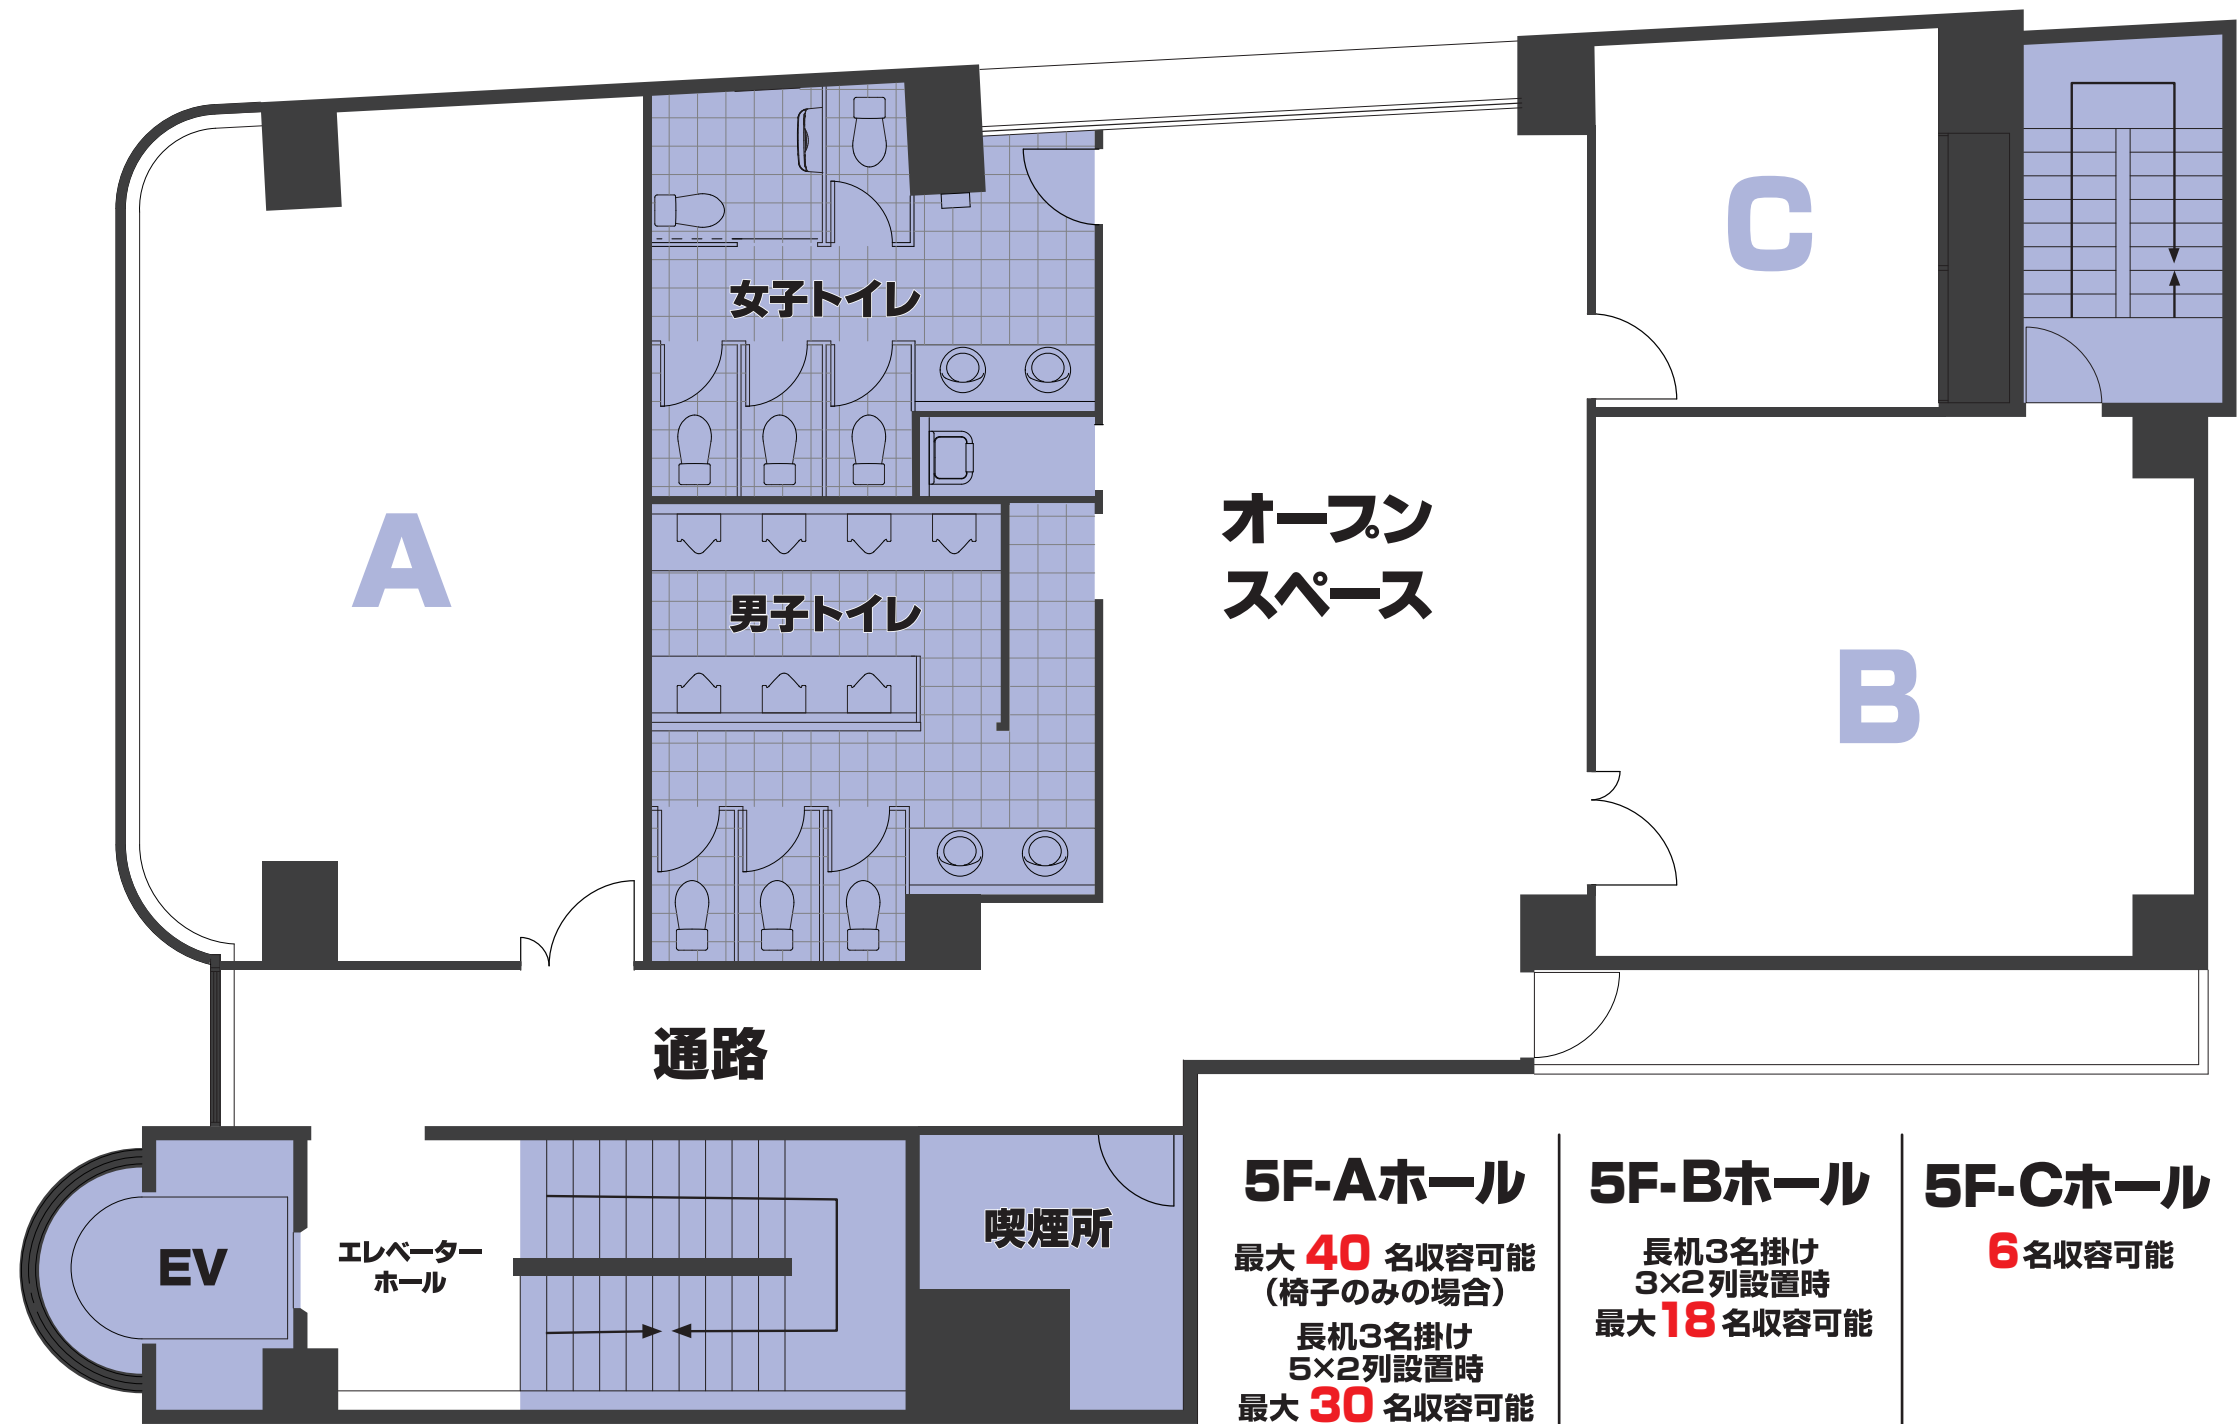 C
女子トイレ
A
オープン
スペース
男子トイレ
B
通路
EV
エレベーター
ホール
喫煙所
5F-Aホール
最大 40 名収容可能
(椅子のみの場合)
長机3名掛け
5×2列設置時
最大 30 名収容可能
5F-Bホール
長机3名掛け
3×2列設置時
最大18名収容可能
5F-Cホール
6名収容可能